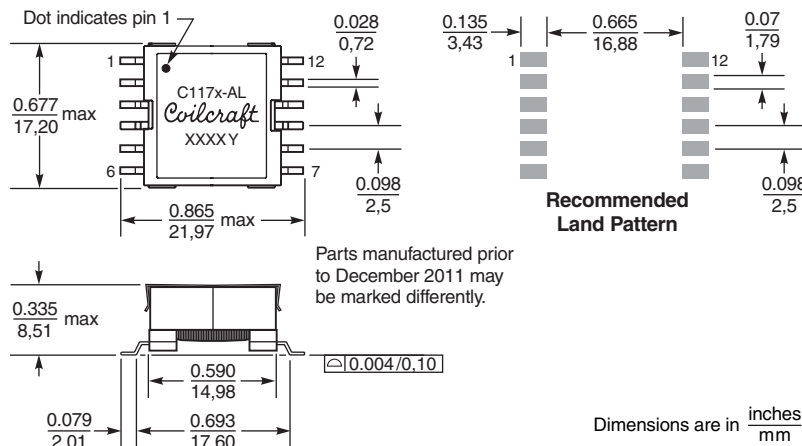 Dot indicates pin 1
1
12
C117x-AL
Coilcraft
XXXXY
6
7
0.677
17,20
max
0.865
21,97
max
0.028
0,72
0.098
2,5
0.135
3,43
0.665
16,88
0.07
1,79
1
12
0.098
2,5
Recommended
Land Pattern
Parts manufactured prior
to December 2011 may
be marked differently.
0.335
8,51
max
0.004/0,10
0.590
14,98
0.079
2,01
0.693
17,60
Dimensions are in inches
mm